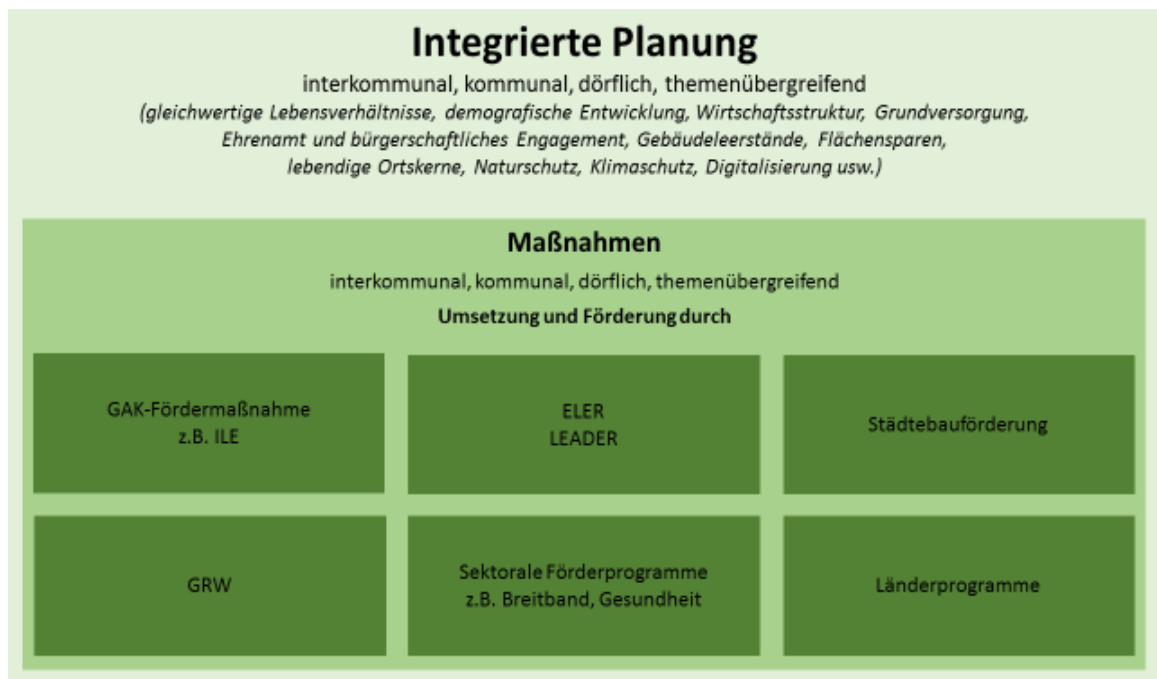 Integrierte Planung
interkommunal, kommunal, dörflich, themenübergreifend
(gleichwertige Lebensverhältnisse, demografische Entwicklung, Wirtschaftsstruktur, Grundversorgung,
Ehrenamt und bürgerschaftliches Engagement, Gebäudeleerstände, Flächensparen,
lebendige Ortskerne, Naturschutz, Klimaschutz, Digitalisierung usw.)
Maßnahmen
interkommunal, kommunal, dörflich, themenübergreifend
Umsetzung und Förderung durch
GAK-Fördermaßnahme
z.B. ILE
ELER
LEADER
Städtebauförderung
GRW
Sektorale Förderprogramme
z.B. Breitband, Gesundheit
Länderprogramme